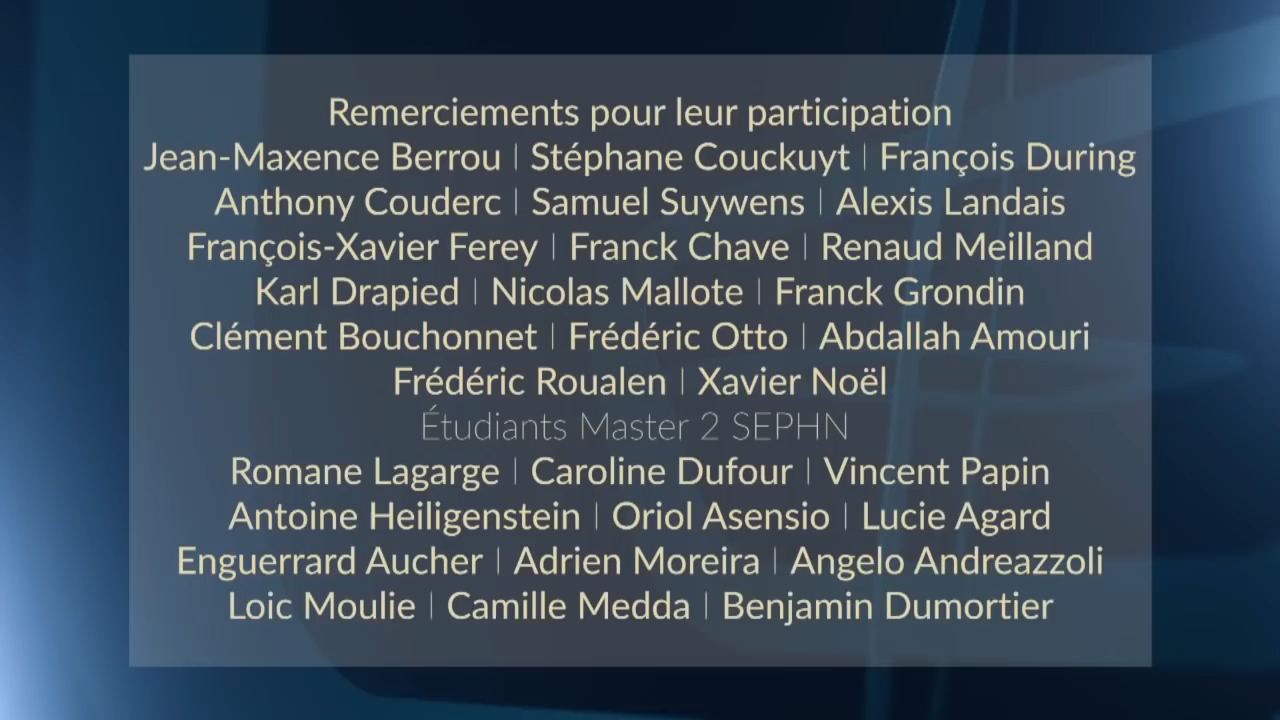 Remerciements pour leur participation
Jean-Maxence Berrou | Stéphane Couckuyt | François During
Anthony Couderc | Samuel Suywens | Alexis Landais
François-Xavier Ferey | Franck Chave | Renaud Meilland
Karl Drapied | Nicolas Mallote | Franck Grondin
Clément Bouchonnet | Frédéric Otto | Abdallah Amouri
Frédéric Roualen | Xavier Noël
Étudiants Master 2 SEPHN
Romane Lagarge | Caroline Dufour | Vincent Papin
Antoine Heiligenstein | Oriol Asensio | Lucie Agard
Enguerrard Aucher | Adrien Moreira | Angelo Andreazzoli
Loic Moulie | Camille Medda | Benjamin Dumortier